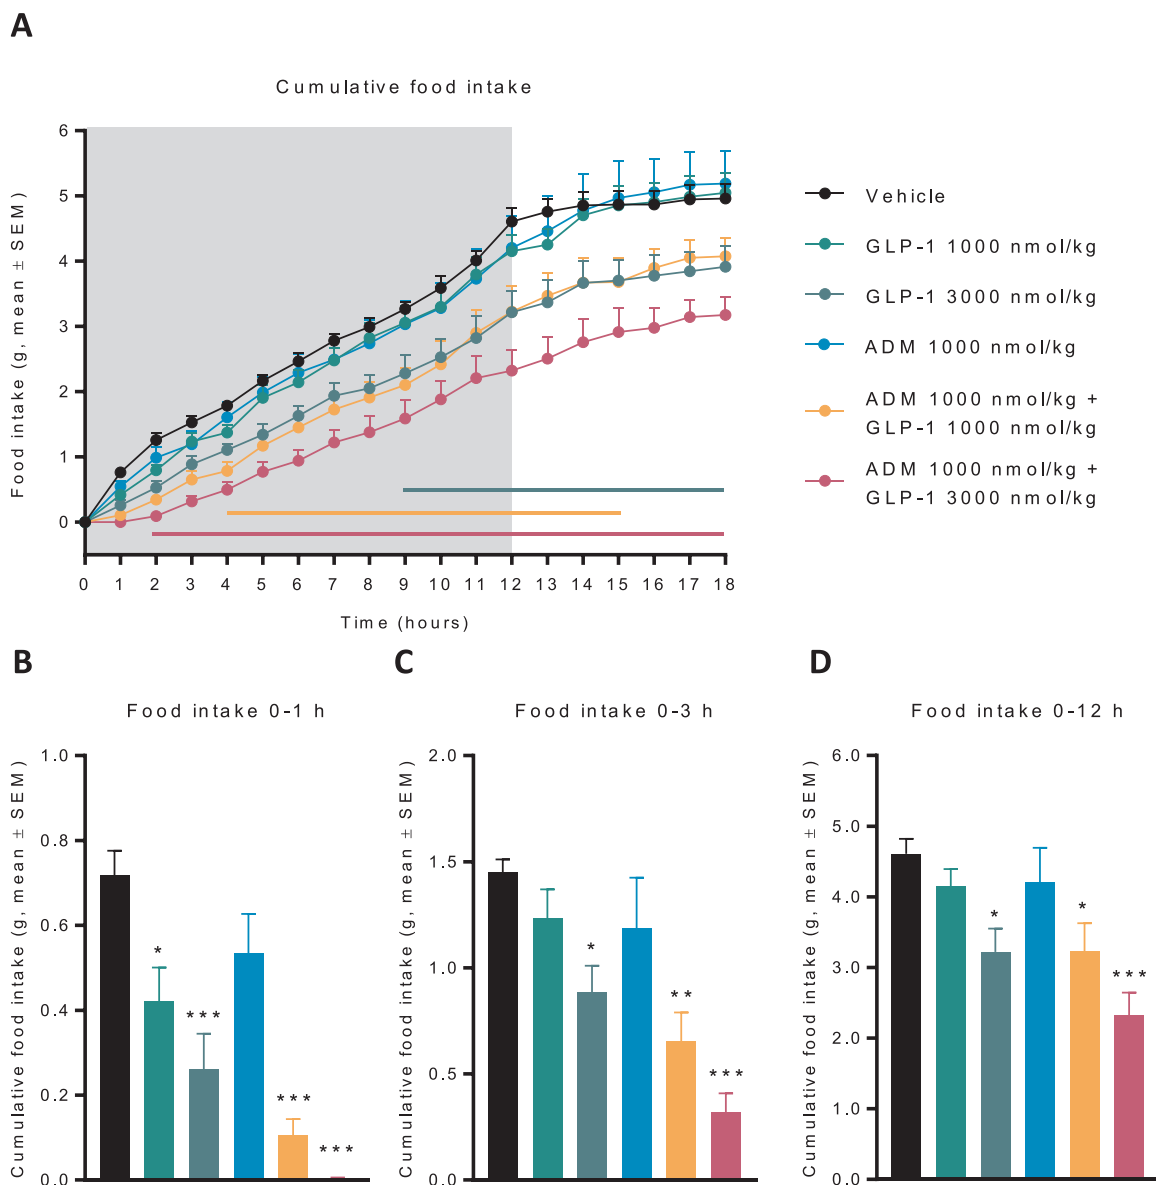 A
Cumulative food intake
Food intake (g, mean ± SEM)
6
5
4
3
2
1
0
0 1 2 3 4 5 6 7 8 9 10 11 12 13 14 15 16 17 18
Time (hours)
Vehicle
GLP-1 1000 nmol/kg
GLP-1 3000 nmol/kg
ADM 1000 nmol/kg
ADM 1000 nmol/kg +
GLP-1 1000 nmol/kg
ADM 1000 nmol/kg +
GLP-1 3000 nmol/kg
B
Food intake 0-1 h
Cumulative food intake (g, mean ± SEM)
1.0
0.8
0.6
0.4
0.2
0.0
*
***
***
***
C
Food intake 0-3 h
Cumulative food intake (g, mean ± SEM)
2.0
1.5
1.0
0.5
0.0
*
**
***
D
Food intake 0-12 h
Cumulative food intake (g, mean ± SEM)
6.0
5.0
4.0
3.0
2.0
1.0
0.0
*
*
***